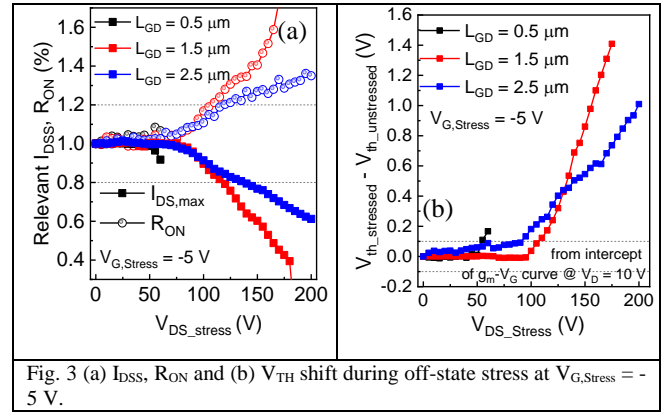 (a)
L_GD = 0.5 μm
L_GD = 1.5 μm
L_GD = 2.5 μm
I_DS,max
R_ON
V_G,Stress = -5 V
Relevant I_DSS, R_ON (%)
1.4
1.2
1.0
0.8
0.6
0.4
0 50 100 150 200
V_DS_stress (V)
L_GD = 0.5 μm
L_GD = 1.5 μm
L_GD = 2.5 μm
V_G,Stress = -5 V
(b)
from intercept
of g_m-V_G curve @ V_D = 10 V
V_th_stressed - V_th_unstressed (V)
1.6
1.4
1.2
1.0
0.8
0.6
0.4
0.2
0.0
-0.2
0 25 50 75 100 125 150 175 200
V_DS_Stress (V)
Fig. 3 (a) I_DSS, R_ON and (b) V_TH shift during off-state stress at V_G,Stress = -
5 V.